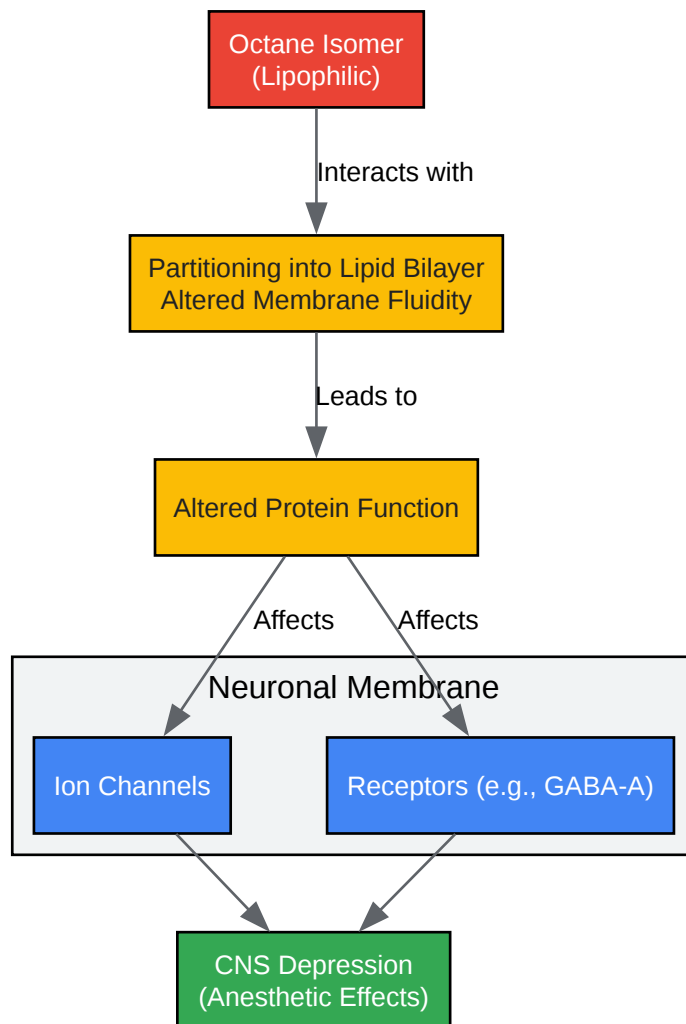 Octane Isomer
(Lipophilic)
Interacts with
Partitioning into Lipid Bilayer
Altered Membrane Fluidity
Leads to
Altered Protein Function
Affects
Affects
Neuronal Membrane
Ion Channels
Receptors (e.g., GABA-A)
CNS Depression
(Anesthetic Effects)